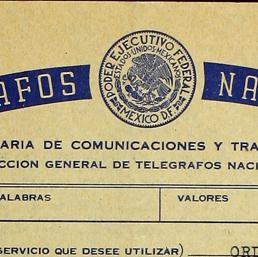 PODER EJECUTIVO FEDERAL
ESTADOS UNIDOS MEXICANOS
MEXICO D.F.
AFOS NA
ARIA DE COMUNICACIONES Y TRA
CCION GENERAL DE TELEGRAFOS NACI
ALABRAS VALORES
SERVICIO QUE DESEE UTILIZAR) ORD